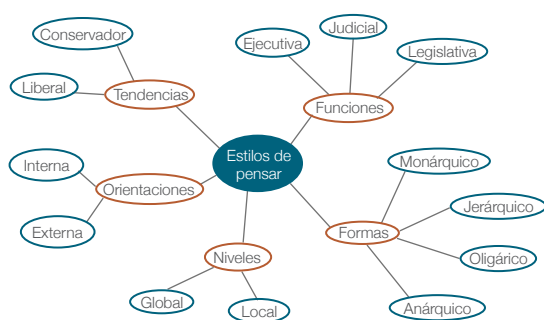 Conservador
Liberal
Tendencias
Ejecutiva
Judicial
Legislativa
Funciones
Estilos de
pensar
Interna
Externa
Orientaciones
Monárquico
Jerárquico
Oligárico
Anárquico
Formas
Niveles
Global
Local